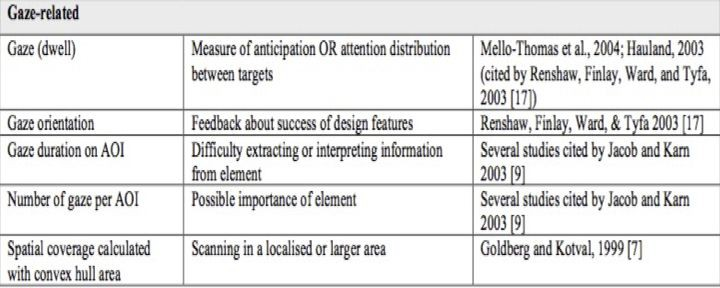 Gaze-related
Gaze (dwell)
Measure of anticipation OR attention distribution
between targets
Mello-Thomas et al., 2004; Hauland, 2003
(cited by Renshaw, Finlay, Ward, and Tyfa,
2003 [17])
Gaze orientation
Feedback about success of design features
Renshaw, Finlay, Ward, & Tyfa 2003 [17]
Gaze duration on AOI
Difficulty extracting or interpreting information
from element
Several studies cited by Jacob and Karn
2003 [9]
Number of gaze per AOI
Possible importance of element
Several studies cited by Jacob and Karn
2003 [9]
Spatial coverage calculated
with convex hull area
Scanning in a localised or larger area
Goldberg and Kotval, 1999 [7]